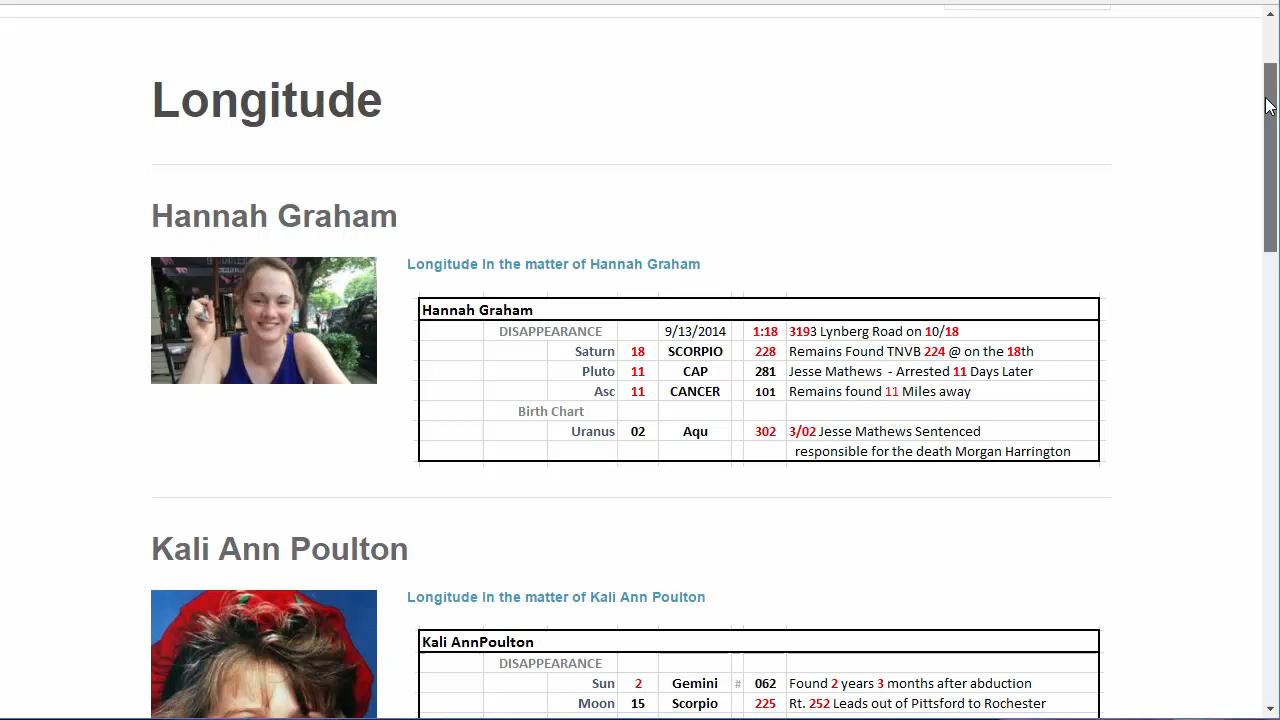 Longitude
Hannah Graham
Longitude In the matter of Hannah Graham
Hannah Graham
DISAPPEARANCE 9/13/2014 1:18 3193 Lynberg Road on 10/18
Saturn 18 SCORPIO 228 Remains Found TNVB 224 @ on the 18th
Pluto 11 CAP 281 Jesse Mathews - Arrested 11 Days Later
Asc 11 CANCER 101 Remains found 11 Miles away
Birth Chart
Uranus 02 Aqu 302 3/02 Jesse Mathews Sentenced
responsible for the death Morgan Harrington
Kali Ann Poulton
Longitude In the matter of Kali Ann Poulton
Kali AnnPoulton
DISAPPEARANCE
Sun 2 Gemini # 062 Found 2 years 3 months after abduction
Moon 15 Scorpio 225 Rt. 252 Leads out of Pittsford to Rochester